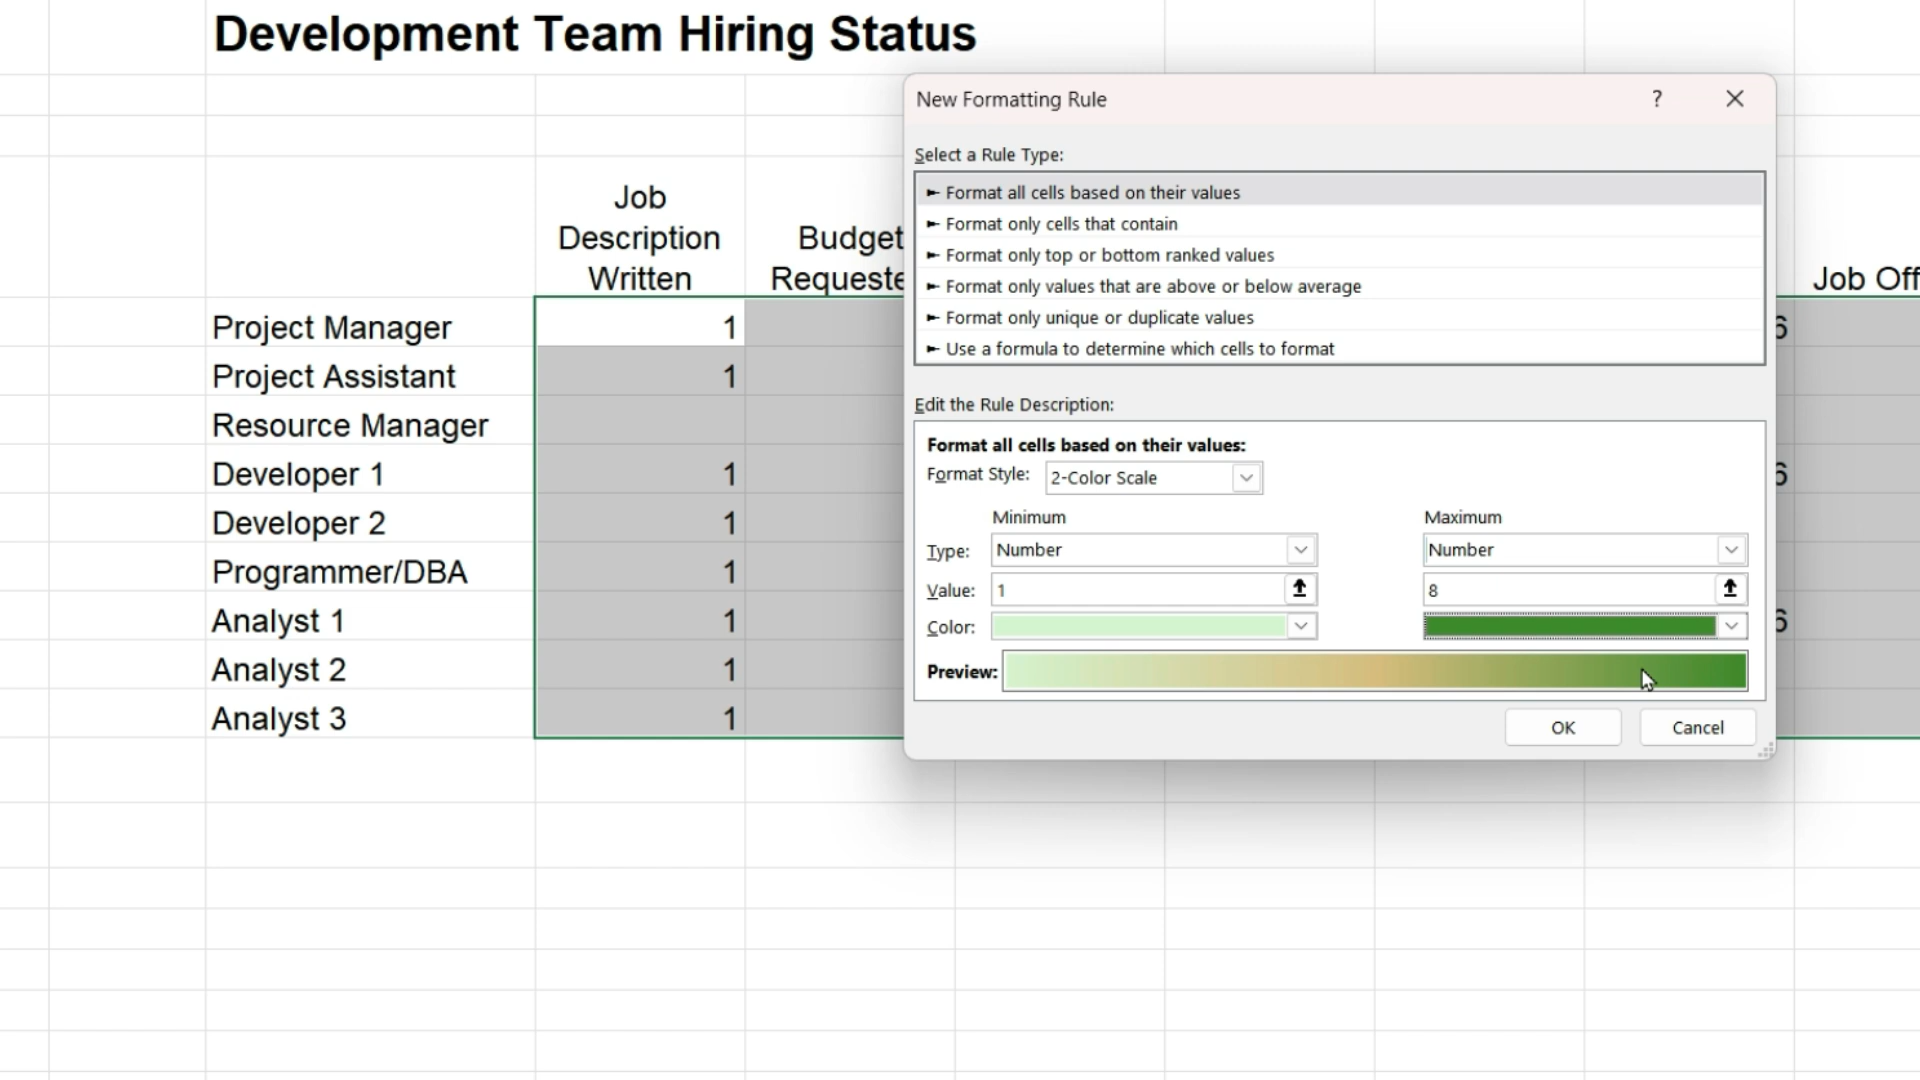 Development Team Hiring Status
New Formatting Rule
?
Select a Rule Type:
► Format all cells based on their values
► Format only cells that contain
► Format only top or bottom ranked values
► Format only values that are above or below average
► Format only unique or duplicate values
► Use a formula to determine which cells to format
Edit the Rule Description:
Format all cells based on their values:
Format Style: 2-Color Scale
Minimum Maximum
Type: Number Number
Value: 1 8
Color:
Preview:
OK Cancel
Job
Description
Written
Budget
Requeste
Job Off
Project Manager 1 6
Project Assistant 1
Resource Manager
Developer 1 1 6
Developer 2 1
Programmer/DBA 1
Analyst 1 1 6
Analyst 2 1
Analyst 3 1